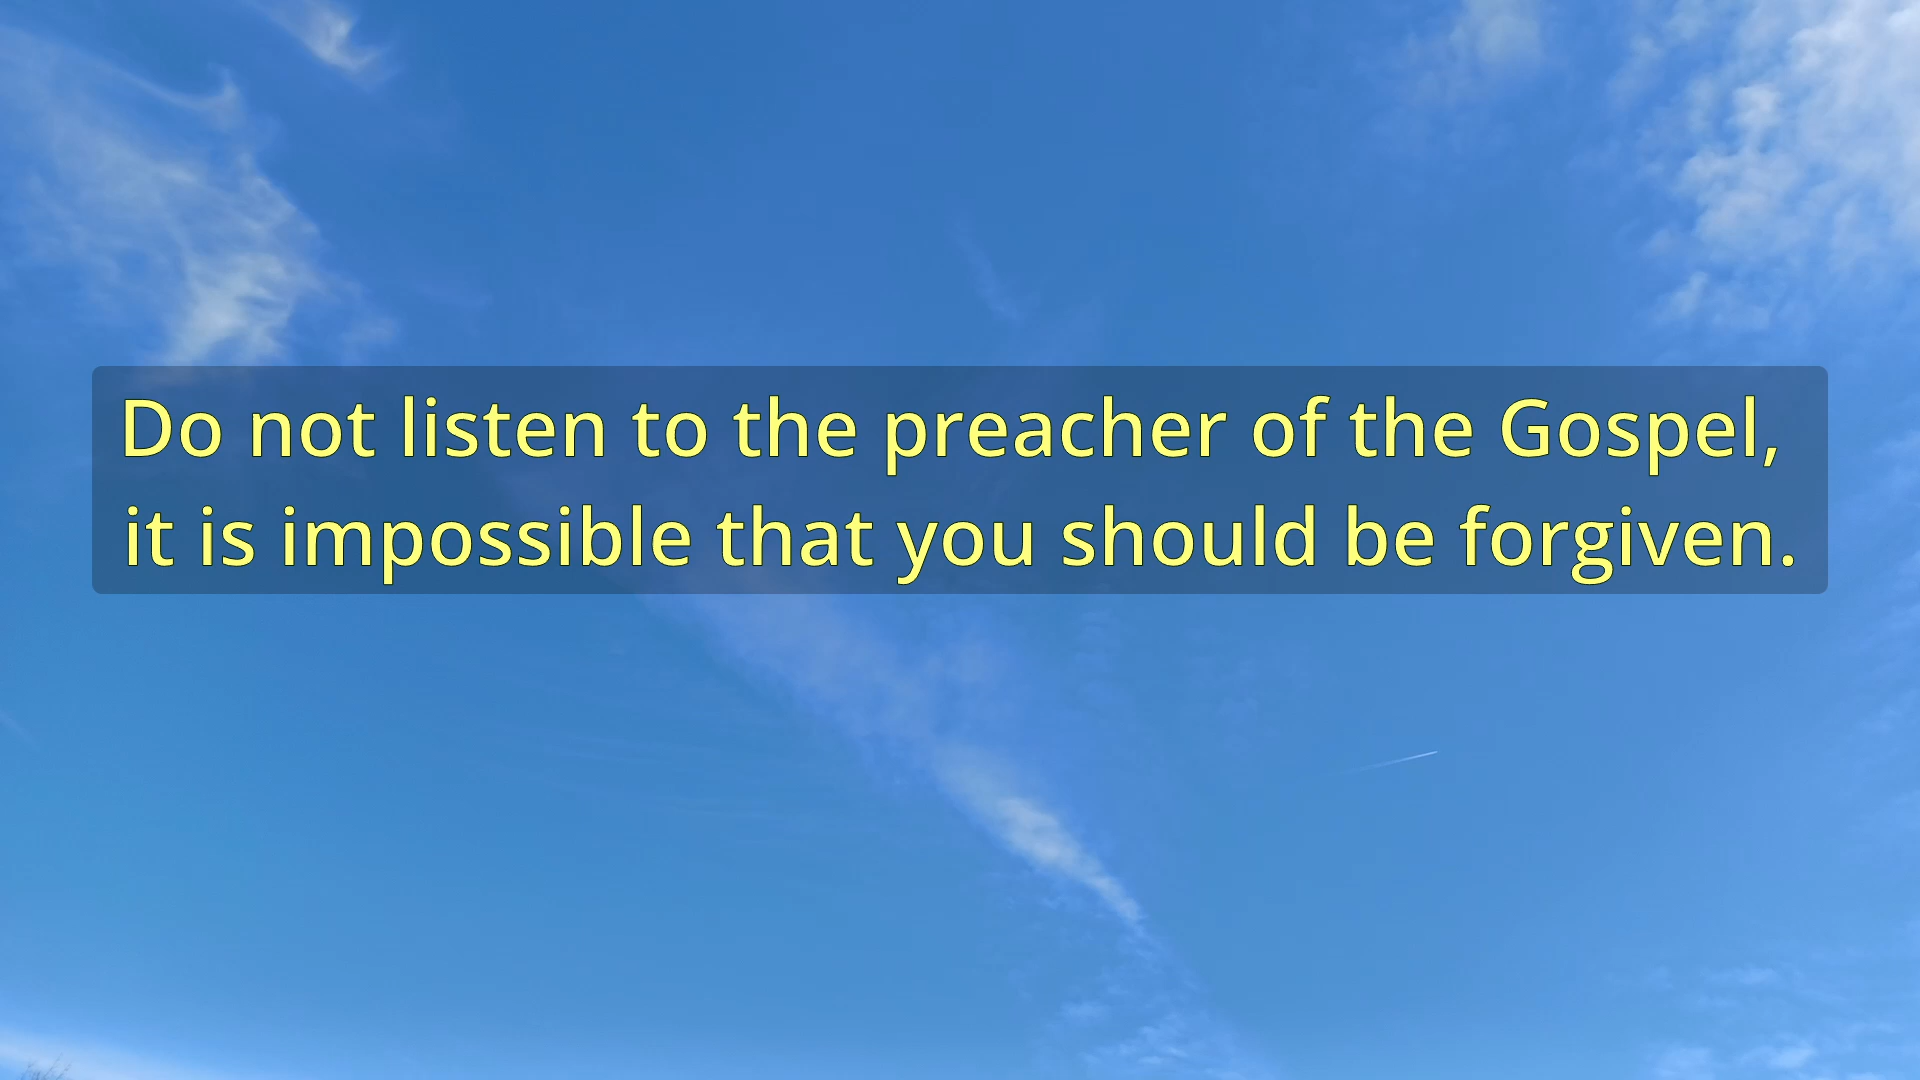 Do not listen to the preacher of the Gospel,
it is impossible that you should be forgiven.